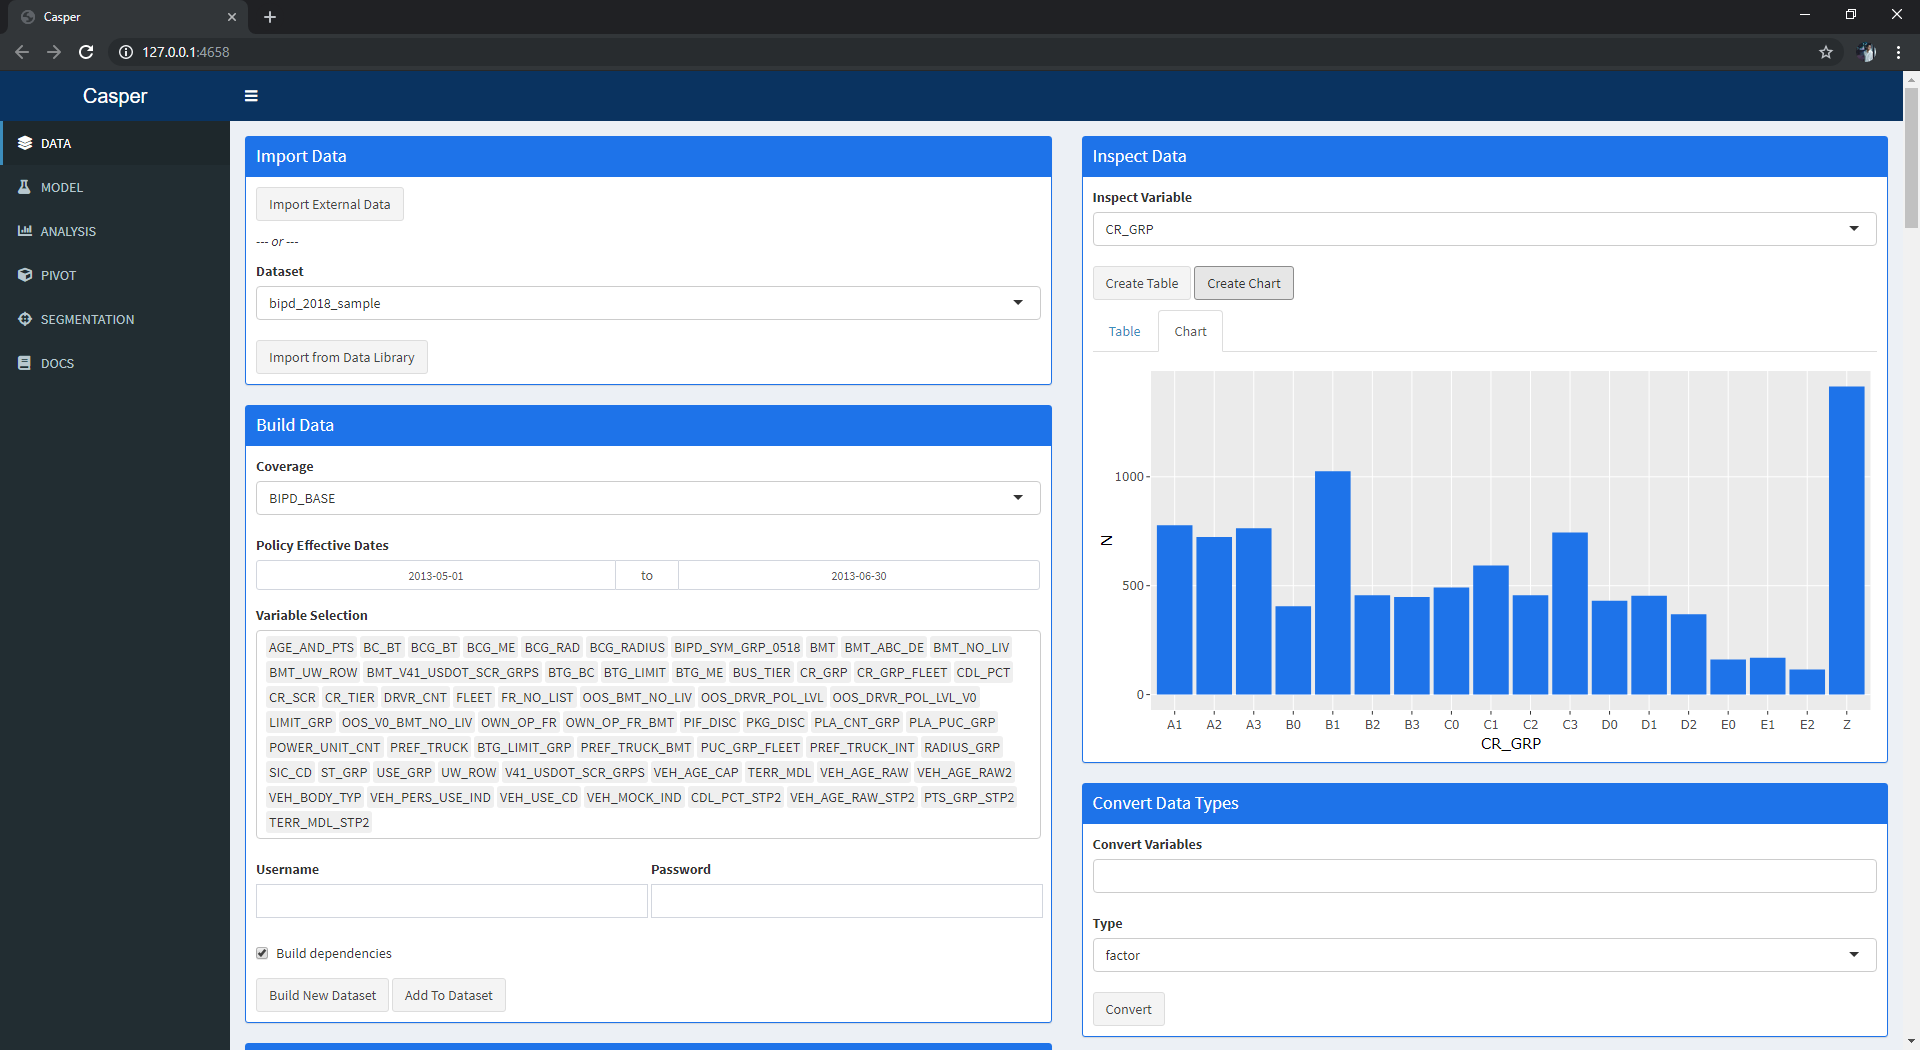 Casper
127.0.0.1:4658
Casper
DATA
MODEL
ANALYSIS
PIVOT
SEGMENTATION
DOCS
Import Data
Import External Data
--- or ---
Dataset
bipd_2018_sample
Import from Data Library
Build Data
Coverage
BIPD_BASE
Policy Effective Dates
2013-05-01 to 2013-06-30
Variable Selection
AGE_AND_PTS BC_BT BCG_BT BCG_ME BCG_RAD BCG_RADIUS BIPD_SYM_GRP_0518 BMT BMT_ABC_DE BMT_NO_LIV
BMT_UW_ROW BMT_V41_USDOT_SCR_GRPS BTG_BC BTG_LIMIT BTG_ME BUS_TIER CR_GRP CR_GRP_FLEET CDL_PCT
CR_SCR CR_TIER DRVR_CNT FLEET FR_NO_LIST OOS_BMT_NO_LIV OOS_DRVR_POL_LVL OOS_DRVR_POL_LVL_V0
LIMIT_GRP OOS_V0_BMT_NO_LIV OWN_OP_FR OWN_OP_FR_BMT PIF_DISC PKG_DISC PLA_CNT_GRP PLA_PUC_GRP
POWER_UNIT_CNT PREF_TRUCK BTG_LIMIT_GRP PREF_TRUCK_BMT PUC_GRP_FLEET PREF_TRUCK_INT RADIUS_GRP
SIC_CD ST_GRP USE_GRP UW_ROW V41_USDOT_SCR_GRPS VEH_AGE_CAP TERR_MDL VEH_AGE_RAW VEH_AGE_RAW2
VEH_BODY_TYP VEH_PERS_USE_IND VEH_USE_CD VEH_MOCK_IND CDL_PCT_STP2 VEH_AGE_RAW_STP2 PTS_GRP_STP2
TERR_MDL_STP2
Username Password
Build dependencies
Build New Dataset Add To Dataset
Inspect Data
Inspect Variable
CR_GRP
Create Table Create Chart
Table Chart
1000
N
500
0
A1 A2 A3 B0 B1 B2 B3 C0 C1 C2 C3 D0 D1 D2 E0 E1 E2 Z
CR_GRP
Convert Data Types
Convert Variables
Type
factor
Convert